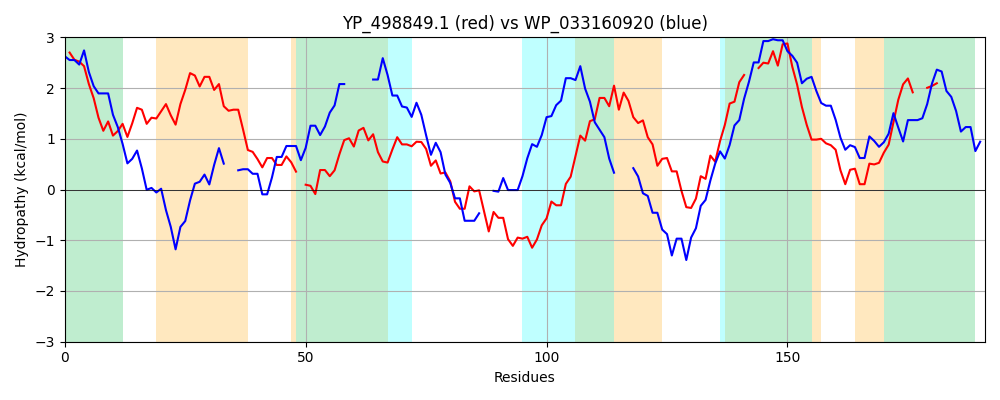 YP_498849.1 (red) vs WP_033160920 (blue)
Hydropathy (kcal/mol)
3
2
1
0
−1
−2
−3
0 50 100 150
Residues